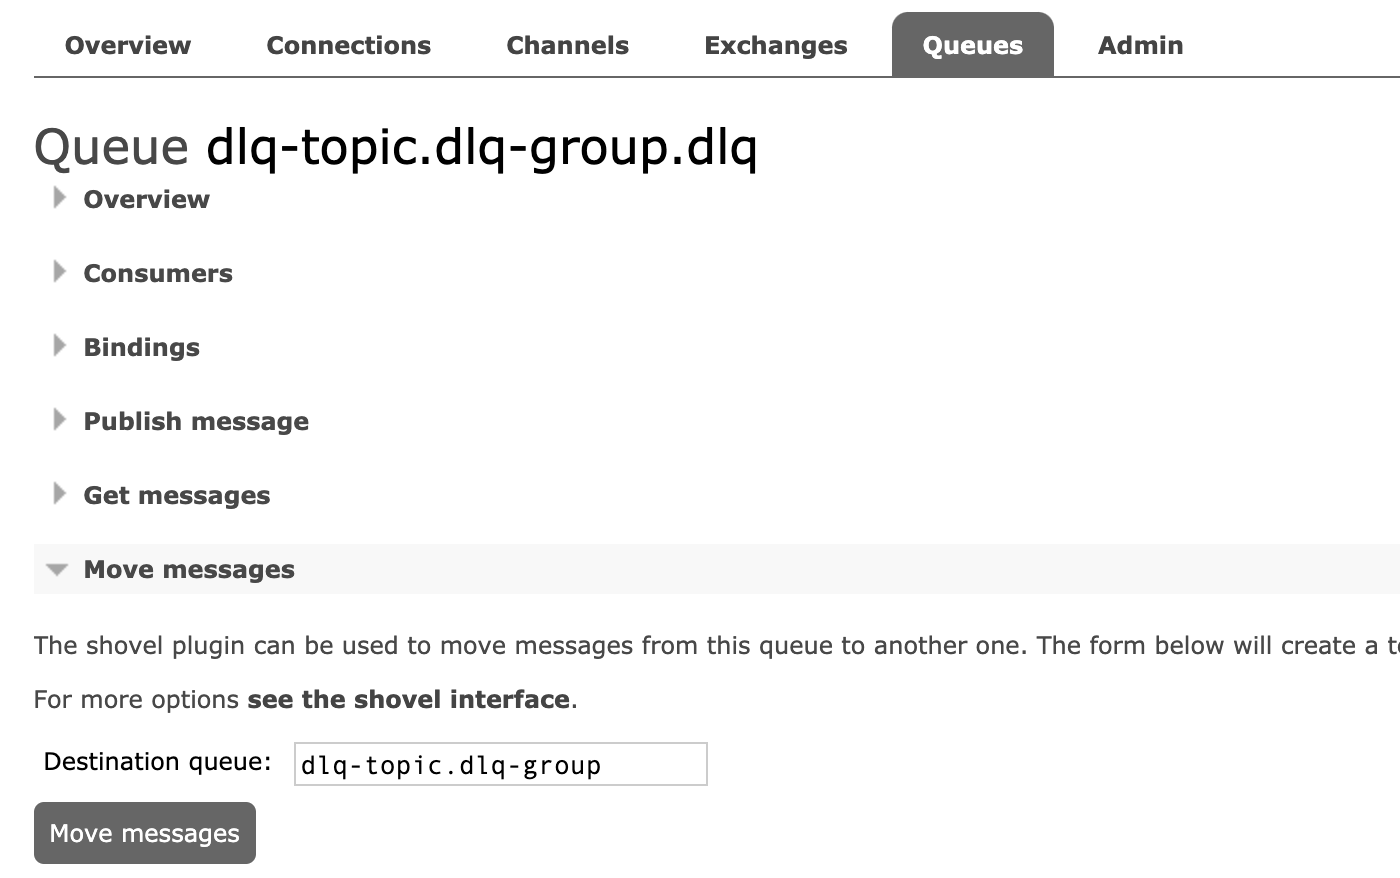 Overview Connections Channels Exchanges Queues Admin
Queue dlq-topic.dlq-group.dlq
Overview
Consumers
Bindings
Publish message
Get messages
Move messages
The shovel plugin can be used to move messages from this queue to another one. The form below will create a
For more options see the shovel interface.
Destination queue: dlq-topic.dlq-group
Move messages